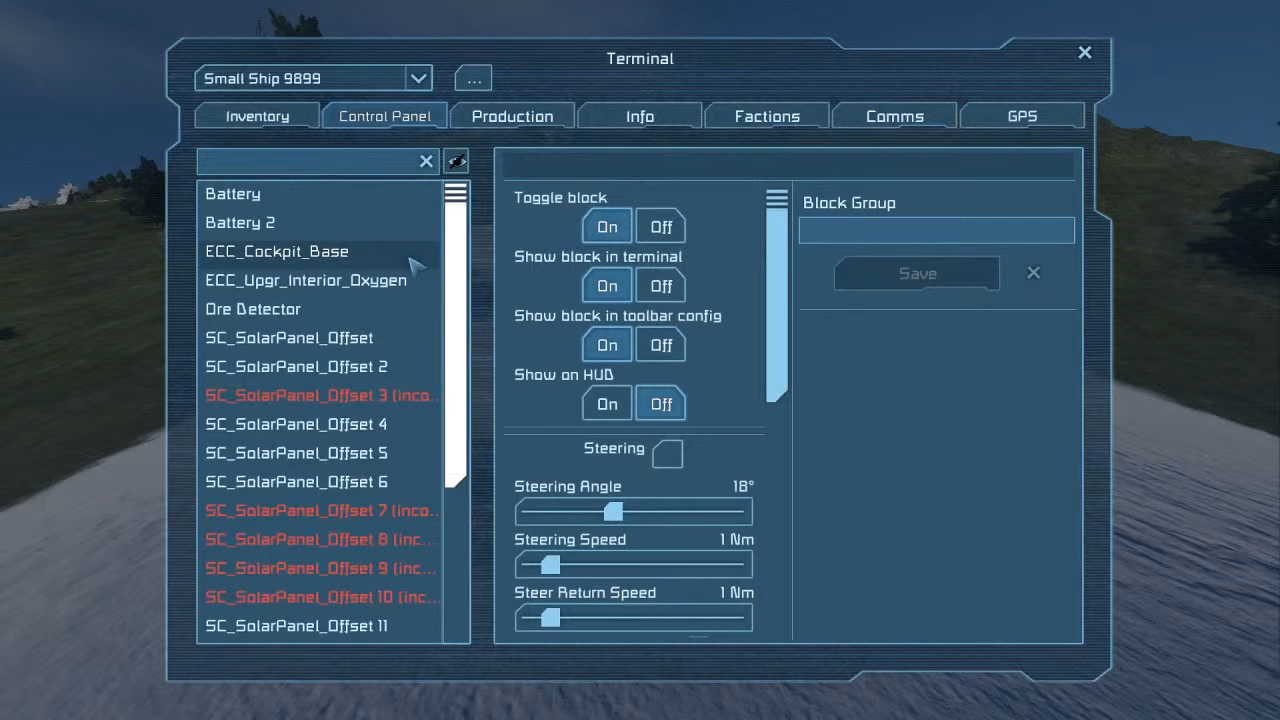 Terminal
Small Ship 9899
...
Inventory
Control Panel
Production
Info
Factions
Comms
GPS
Battery
Battery 2
ECC_Cockpit_Base
ECC_Upgr_Interior_Oxygen
Ore Detector
SC_SolarPanel_Offset
SC_SolarPanel_Offset 2
SC_SolarPanel_Offset 3 (inco...
SC_SolarPanel_Offset 4
SC_SolarPanel_Offset 5
SC_SolarPanel_Offset 6
SC_SolarPanel_Offset 7 (inco...
SC_SolarPanel_Offset 8 (inc...
SC_SolarPanel_Offset 9 (inc...
SC_SolarPanel_Offset 10 (inc...
SC_SolarPanel_Offset 11
Toggle block
On Off
Show block in terminal
On Off
Show block in toolbar config
On Off
Show on HUD
On Off
Steering
Steering Angle 18°
Steering Speed 1 Nm
Steer Return Speed 1 Nm
Block Group
Save